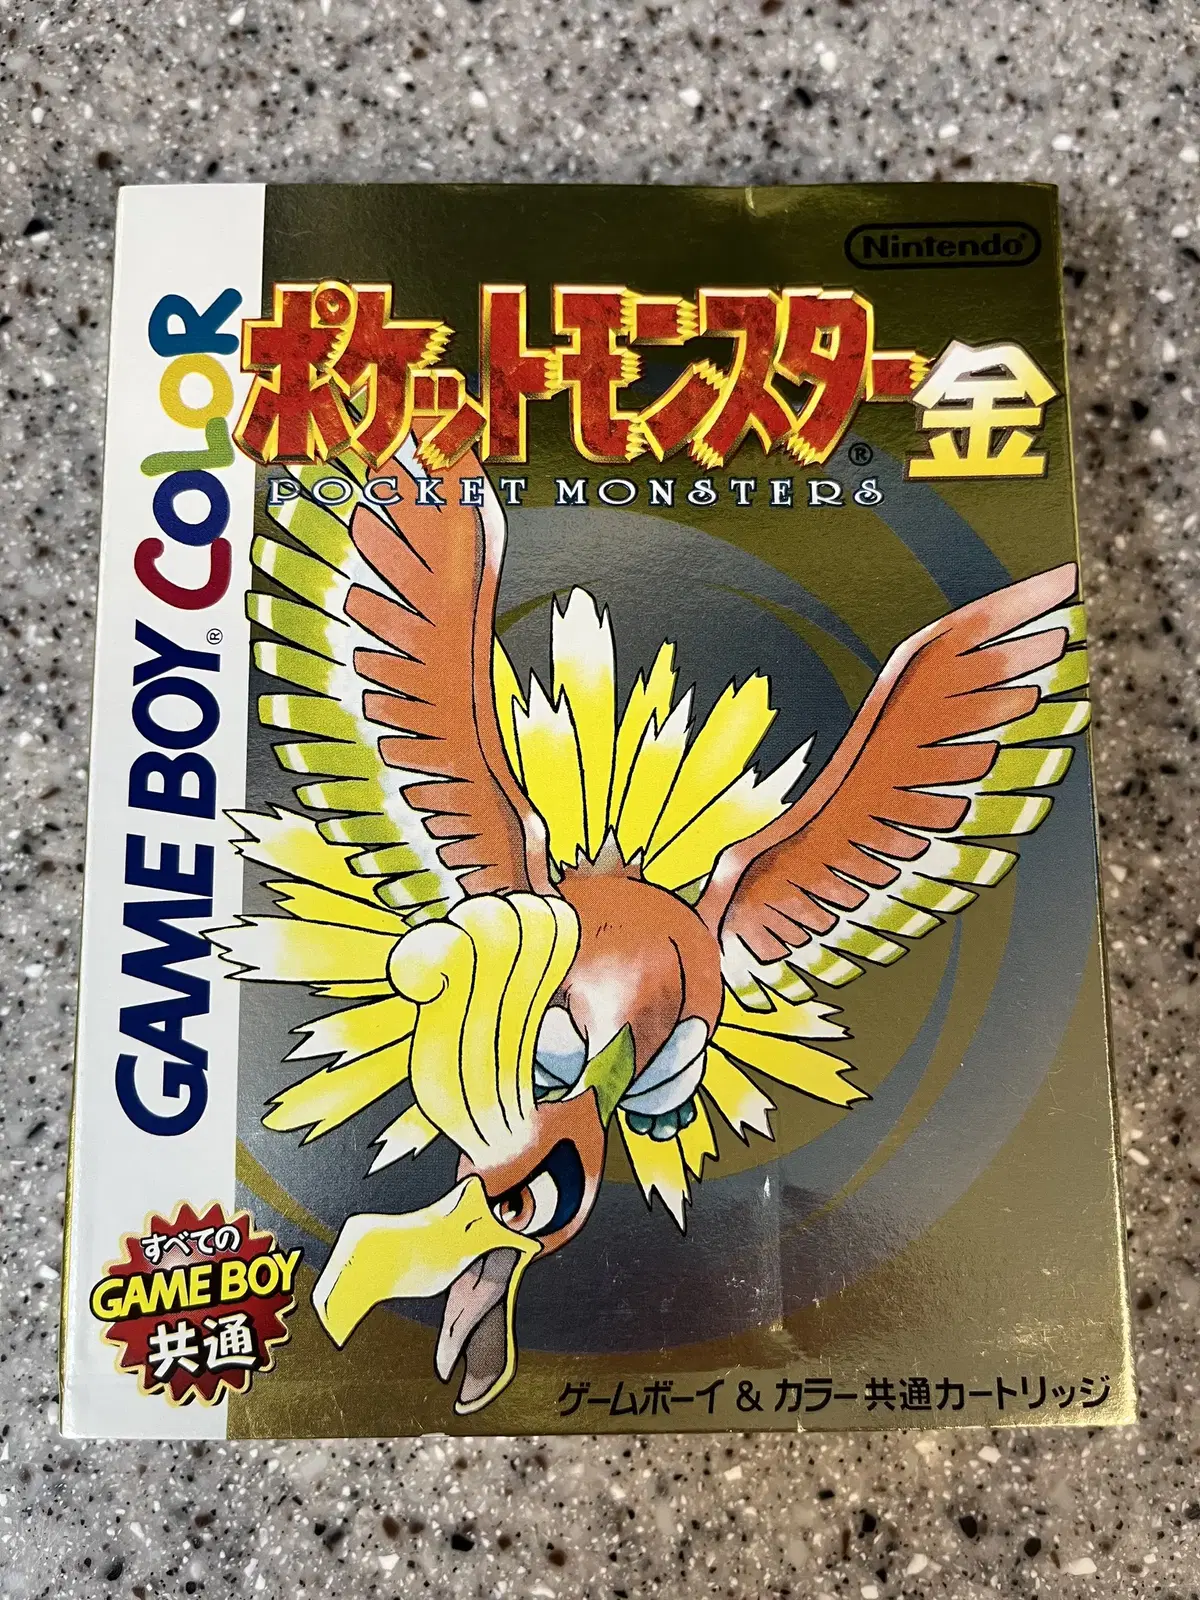 Nintendo®
ポケットモンスター®金
POCKET MONSTERS
GAME BOY® COLOR
すべての
GAME BOY
共通
ゲームボーイ & カラー共通カートリッジ